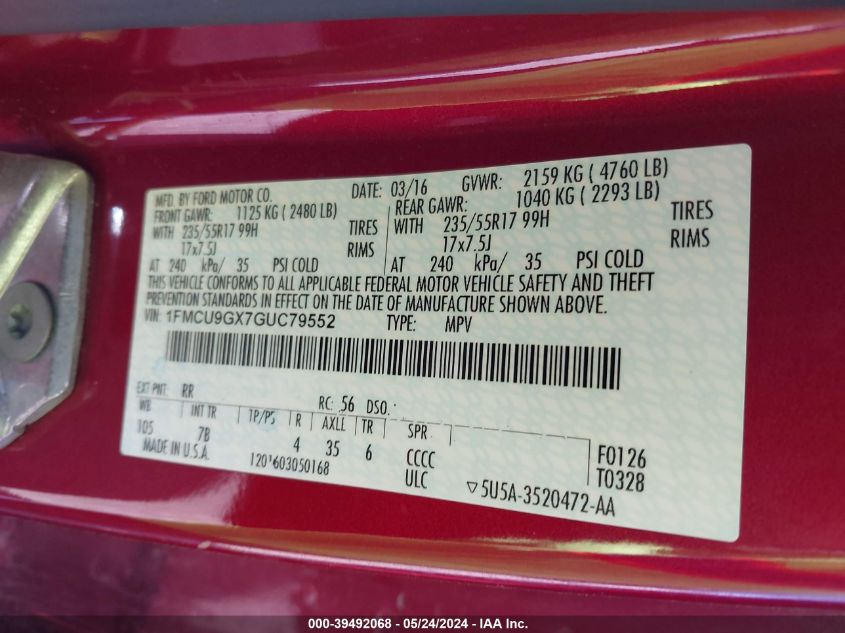 MFD. BY FORD MOTOR CO. DATE: 03/16 GVWR: 2159 KG ( 4760 LB)
FRONT GAWR: 1125 KG ( 2480 LB) REAR GAWR: 1040 KG ( 2293 LB)
WITH 235/55R17 99H TIRES WITH 235/55R17 99H TIRES
17x7.5J RIMS 17x7.5J RIMS
AT 240 kPa/ 35 PSI COLD AT 240 kPa/ 35 PSI COLD
THIS VEHICLE CONFORMS TO ALL APPLICABLE FEDERAL MOTOR VEHICLE SAFETY AND THEFT
PREVENTION STANDARDS IN EFFECT ON THE DATE OF MANUFACTURE SHOWN ABOVE.
VIN: 1FMCU9GX7GUC79552 TYPE: MPV
EXT PNT: RR RC: 56 DSO:
WB INT TR TP/PS R AXLE TR SPR
105 7B 4 35 6 CCCC F0126
MADE IN U.S.A. 1201603050168 ULC T0328
▽5U5A-3520472-AA
000-39492068 - 05/24/2024 - IAA Inc.